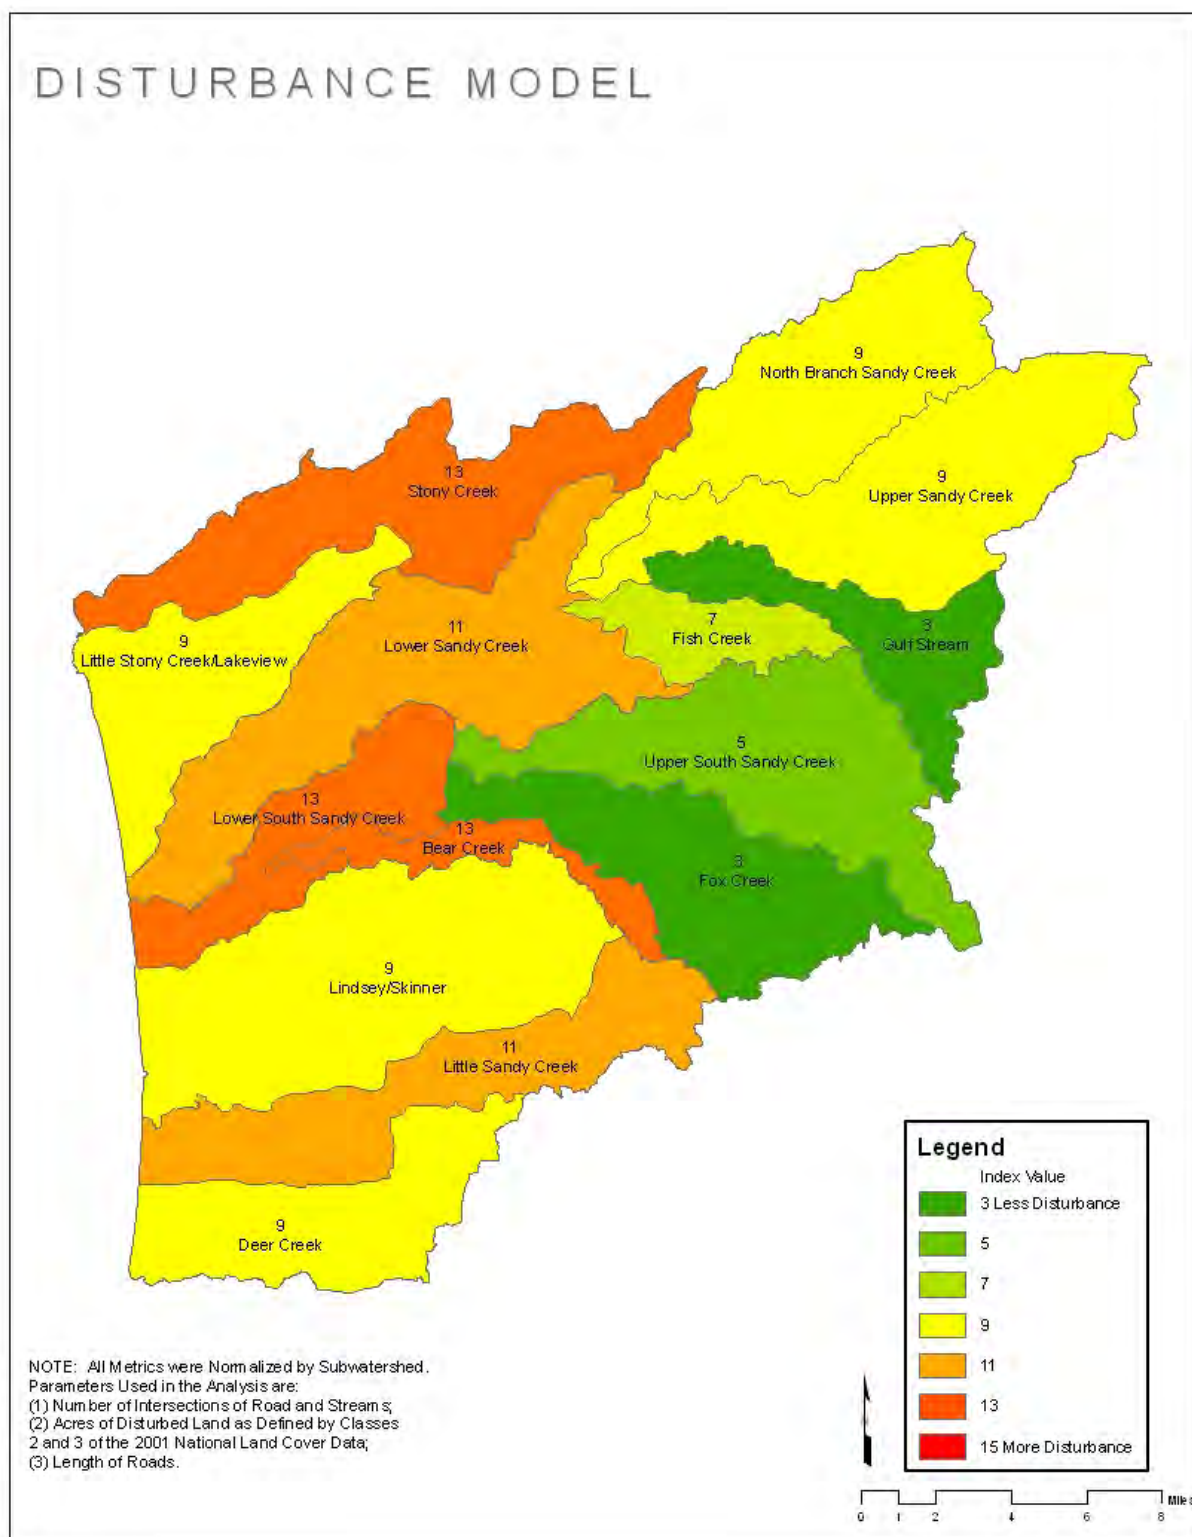 DISTURBANCE MODEL
9
North Branch Sandy Creek
9
Upper Sandy Creek
13
Stony Creek
11
Lower Sandy Creek
7
Fish Creek
3
Gulf Stream
9
Little Stony Creek/Lakeview
5
Upper South Sandy Creek
13
Lower South Sandy Creek
13
Bear Creek
3
Fox Creek
9
Lindsey/Skinner
11
Little Sandy Creek
9
Deer Creek
Legend
Index Value
3 Less Disturbance
5
7
9
11
13
15 More Disturbance
NOTE: All Metrics were Normalized by Subwatershed.
Parameters Used in the Analysis are:
(1) Number of Intersections of Road and Streams;
(2) Acres of Disturbed Land as Defined by Classes
2 and 3 of the 2001 National Land Cover Data;
(3) Length of Roads.
Miles
0 1 2 4 6 8